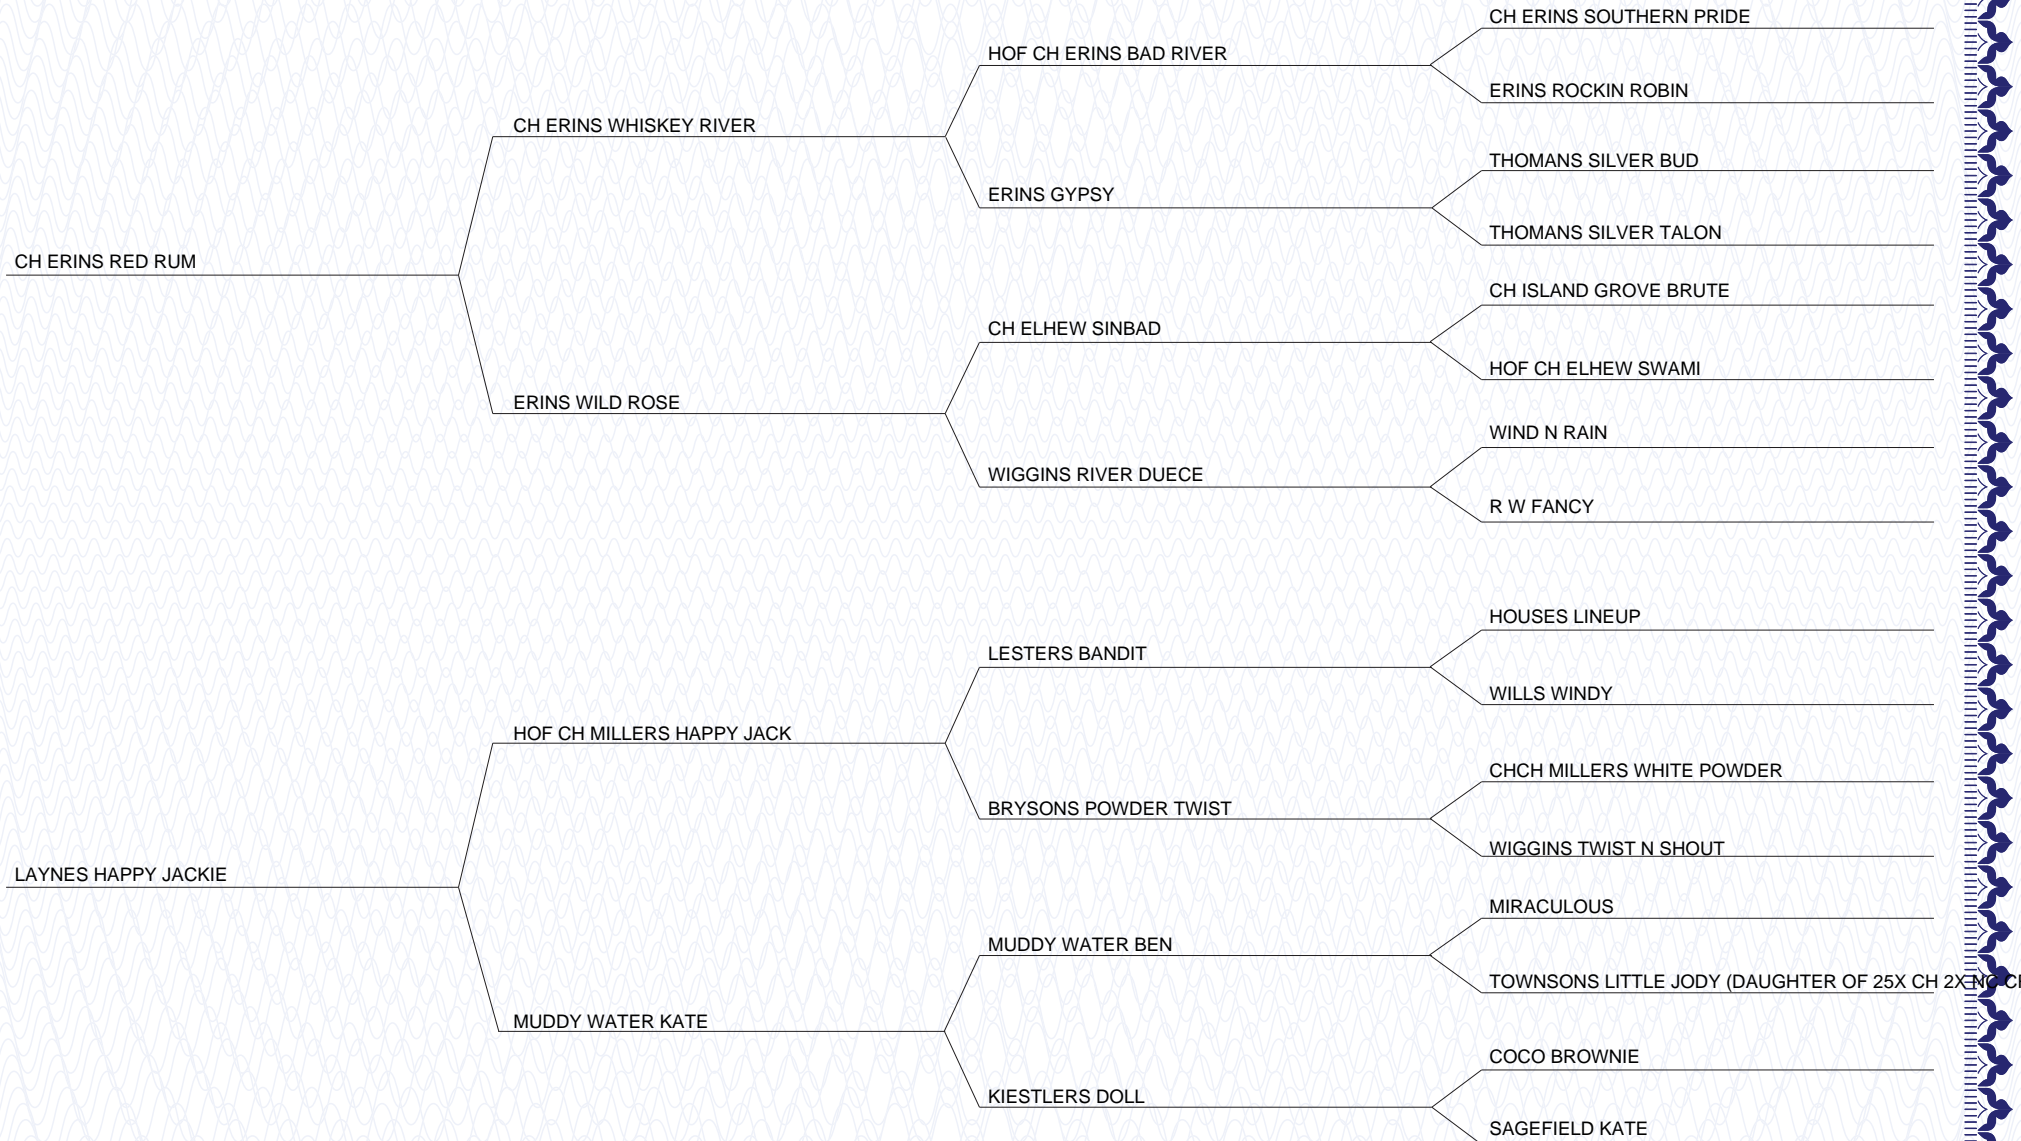 CH ERINS SOUTHERN PRIDE
HOF CH ERINS BAD RIVER
ERINS ROCKIN ROBIN
CH ERINS WHISKEY RIVER
THOMANS SILVER BUD
ERINS GYPSY
THOMANS SILVER TALON
CH ERINS RED RUM
CH ISLAND GROVE BRUTE
CH ELHEW SINBAD
HOF CH ELHEW SWAMI
ERINS WILD ROSE
WIND N RAIN
WIGGINS RIVER DUECE
R W FANCY
HOUSES LINEUP
LESTERS BANDIT
WILLS WINDY
HOF CH MILLERS HAPPY JACK
CHCH MILLERS WHITE POWDER
BRYSONS POWDER TWIST
WIGGINS TWIST N SHOUT
LAYNES HAPPY JACKIE
MIRACULOUS
MUDDY WATER BEN
TOWNSONS LITTLE JODY (DAUGHTER OF 25X CH 2X NC
MUDDY WATER KATE
COCO BROWNIE
KIESTLERS DOLL
SAGEFIELD KATE